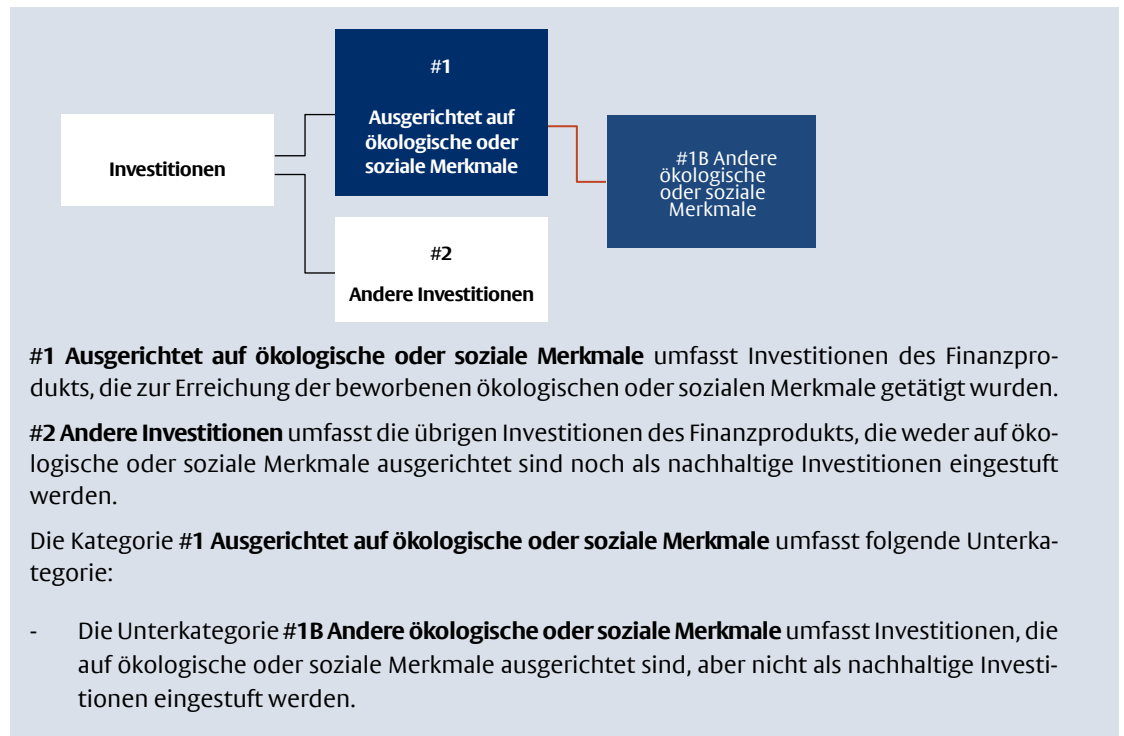 #1
Ausgerichtet auf
ökologische oder
soziale Merkmale
Investitionen
#1B Andere
ökologische
oder soziale
Merkmale
#2
Andere Investitionen
#1 Ausgerichtet auf ökologische oder soziale Merkmale umfasst Investitionen des Finanzpro-
dukts, die zur Erreichung der beworbenen ökologischen oder sozialen Merkmale getätigt wurden.
#2 Andere Investitionen umfasst die übrigen Investitionen des Finanzprodukts, die weder auf öko-
logische oder soziale Merkmale ausgerichtet sind noch als nachhaltige Investitionen eingestuft
werden.
Die Kategorie #1 Ausgerichtet auf ökologische oder soziale Merkmale umfasst folgende Unterka-
tegorie:
- Die Unterkategorie #1B Andere ökologische oder soziale Merkmale umfasst Investitionen, die
auf ökologische oder soziale Merkmale ausgerichtet sind, aber nicht als nachhaltige Investi-
tionen eingestuft werden.